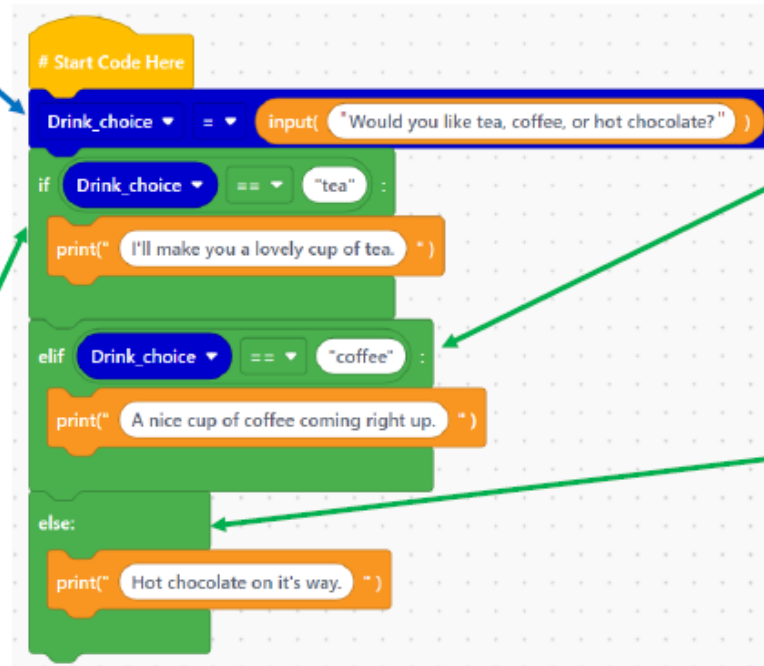 # Start Code Here
Drink_choice = input( "Would you like tea, coffee, or hot chocolate?" )
if Drink_choice == "tea" :
print(" I'll make you a lovely cup of tea. ")
elif Drink_choice == "coffee" :
print(" A nice cup of coffee coming right up. ")
else:
print(" Hot chocolate on it's way. ")